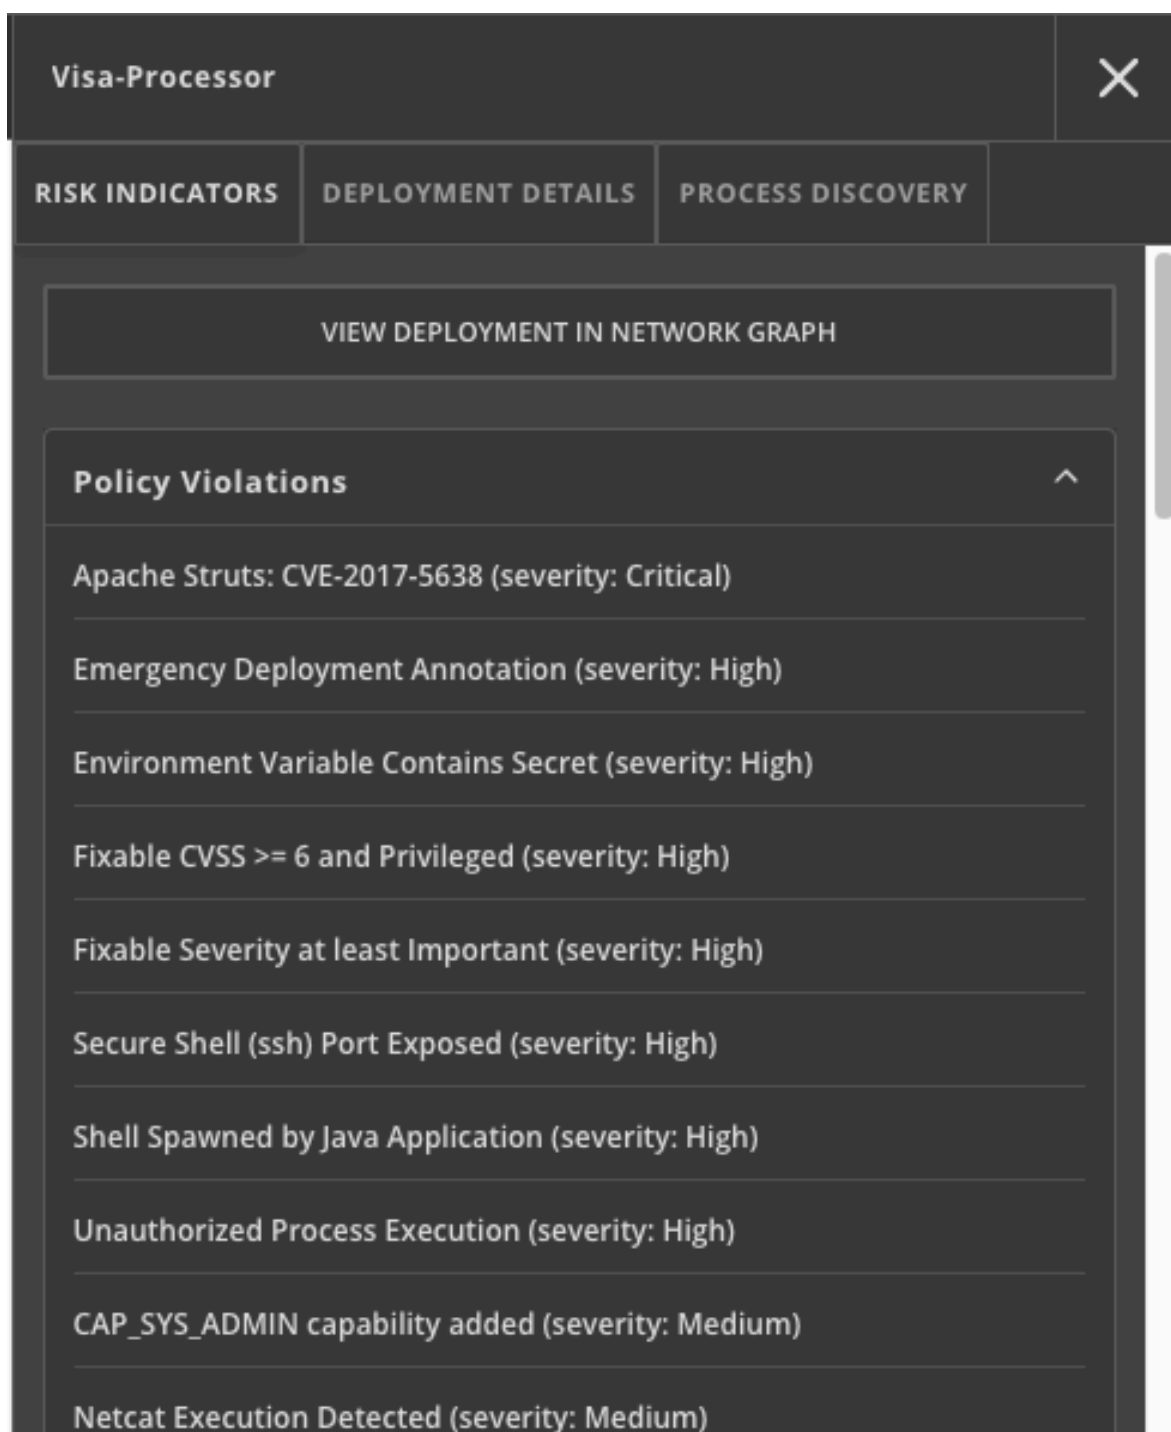 Visa-Processor
RISK INDICATORS
DEPLOYMENT DETAILS
PROCESS DISCOVERY
VIEW DEPLOYMENT IN NETWORK GRAPH
Policy Violations
Apache Struts: CVE-2017-5638 (severity: Critical)
Emergency Deployment Annotation (severity: High)
Environment Variable Contains Secret (severity: High)
Fixable CVSS >= 6 and Privileged (severity: High)
Fixable Severity at least Important (severity: High)
Secure Shell (ssh) Port Exposed (severity: High)
Shell Spawned by Java Application (severity: High)
Unauthorized Process Execution (severity: High)
CAP_SYS_ADMIN capability added (severity: Medium)
Netcat Execution Detected (severity: Medium)